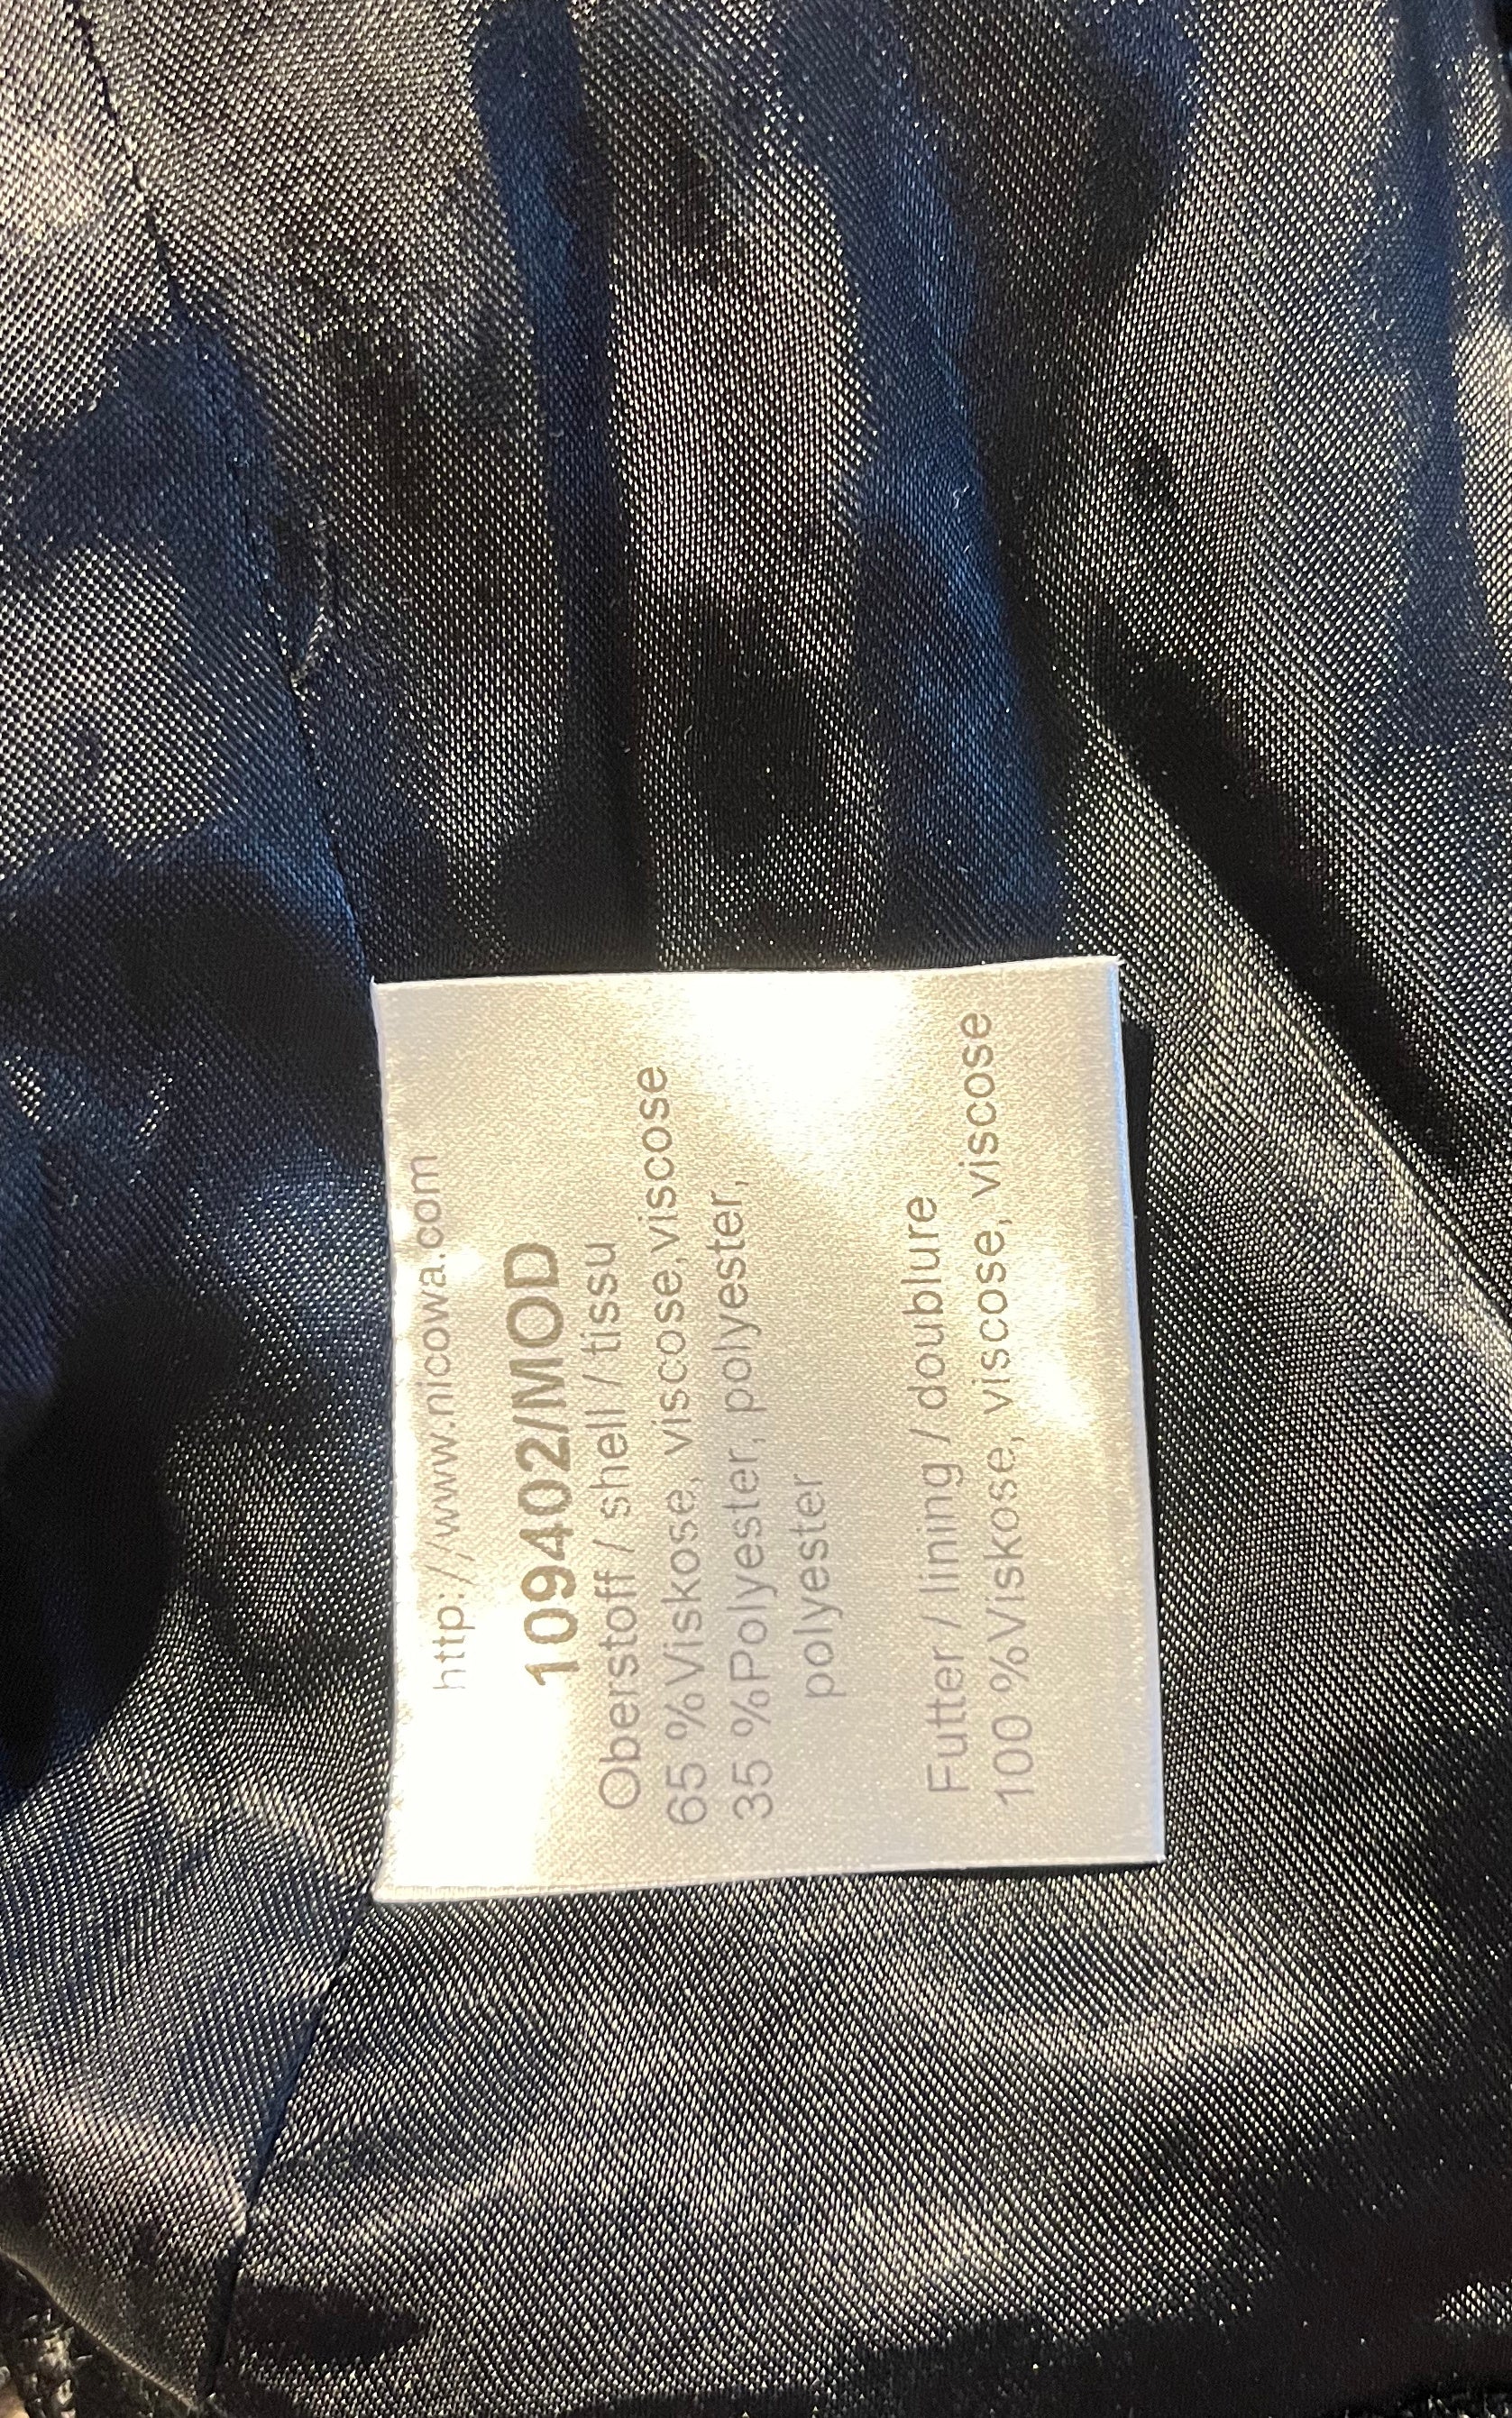 http://www.nicowa.com
109402/MOD
Oberstoff / shell / tissu
65 %Viskose, viscose,viscose
35 %Polyester, polyester,
polyester
Futter / lining / doublure
100 %Viskose, viscose, viscose